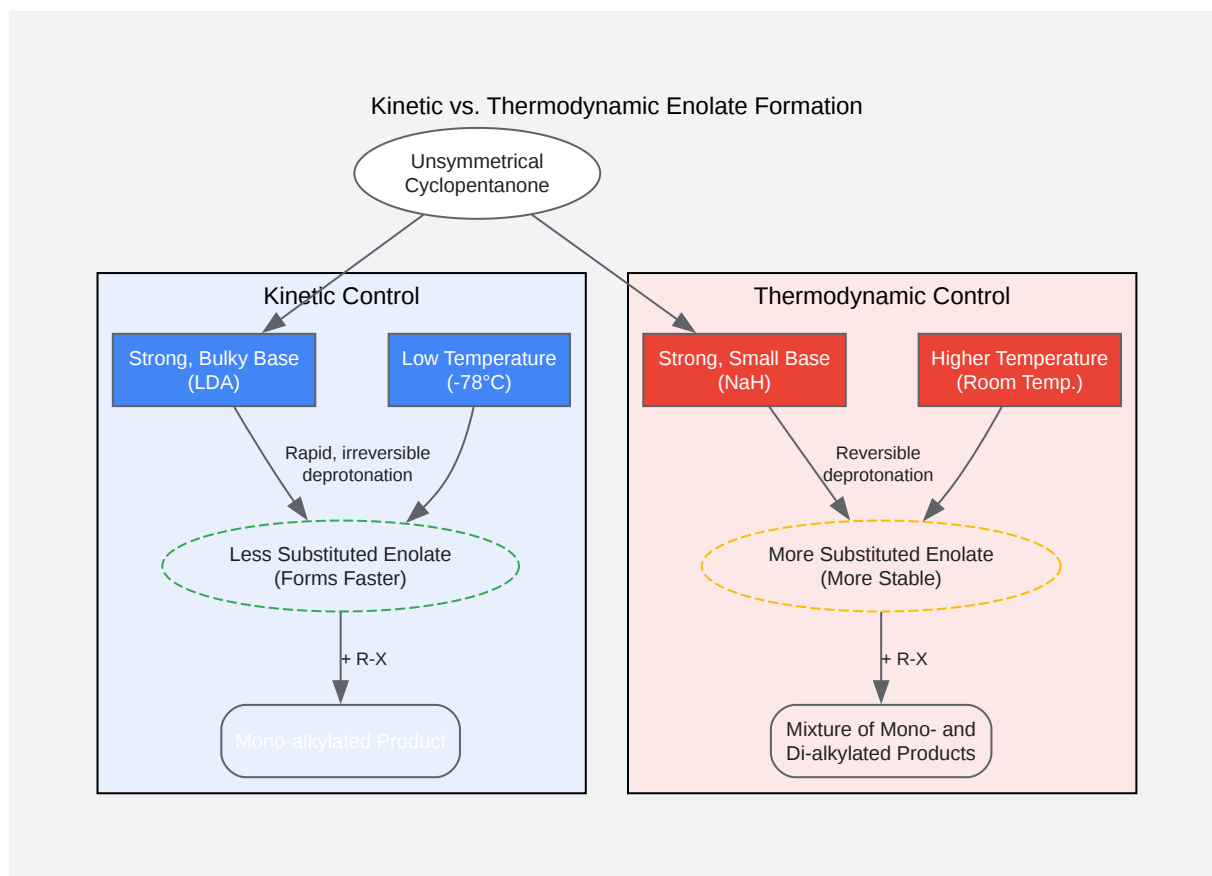 Kinetic vs. Thermodynamic Enolate Formation
Unsymmetrical
Cyclopentanone
Kinetic Control
Strong, Bulky Base
(LDA)
Low Temperature
(-78°C)
Rapid, irreversible
deprotonation
Less Substituted Enolate
(Forms Faster)
+ R-X
Mono-alkylated Product
Thermodynamic Control
Strong, Small Base
(NaH)
Higher Temperature
(Room Temp.)
Reversible
deprotonation
More Substituted Enolate
(More Stable)
+ R-X
Mixture of Mono- and
Di-alkylated Products